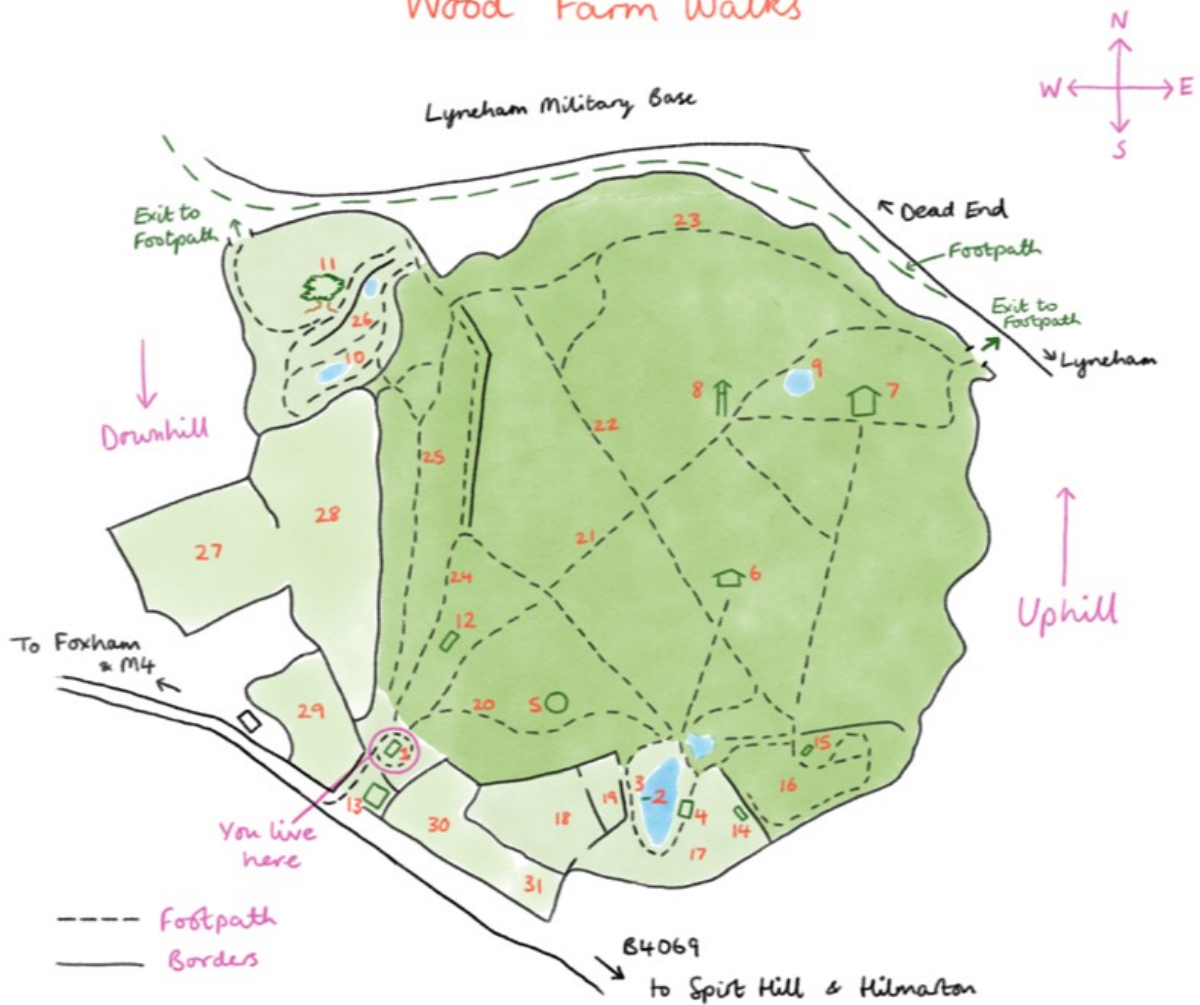 Wood Farm Walks
N
W E
S
Lyneham Military Base
Exit to
Footpath
Dead End
Footpath
Exit to
Footpath
Lyneham
23
11
26
10
9
8
7
Downhill
22
25
28
27
21
24
6
12
Uphill
To Foxham
& M4
20
5
29
1
15
16
3
2
19
4
14
13
18
30
17
31
You live
here
Footpath
Borders
B4069
to Spirt Hill & Hilmarton